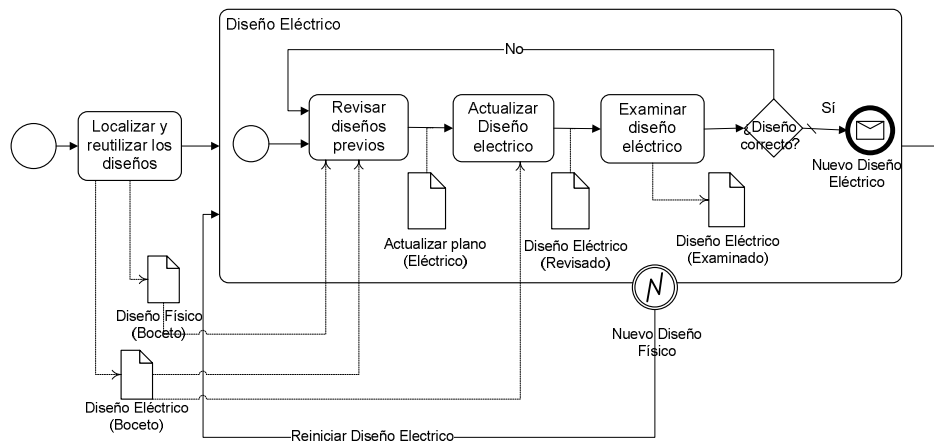 Diseño Eléctrico
No
Localizar y
reutilizar los
diseños
Revisar
diseños
previos
Actualizar
Diseño
electrico
Examinar
diseño
eléctrico
¿Diseño
correcto?
Sí
Nuevo Diseño
Eléctrico
Actualizar plano
(Eléctrico)
Diseño Eléctrico
(Revisado)
Diseño Eléctrico
(Examinado)
Diseño Físico
(Boceto)
Nuevo Diseño
Físico
Diseño Eléctrico
(Boceto)
Reiniciar Diseño Electrico